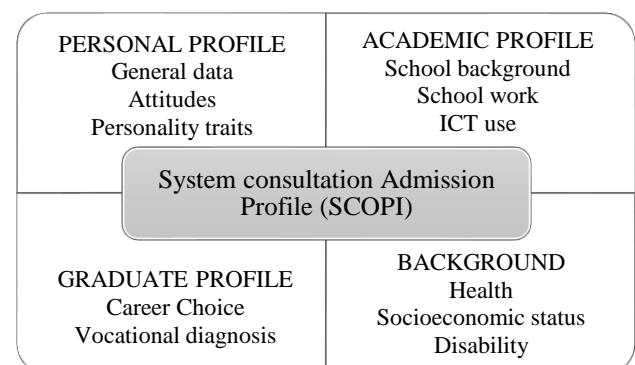 PERSONAL PROFILE
General data
Attitudes
Personality traits
ACADEMIC PROFILE
School background
School work
ICT use
System consultation Admission
Profile (SCOPI)
GRADUATE PROFILE
Career Choice
Vocational diagnosis
BACKGROUND
Health
Socioeconomic status
Disability